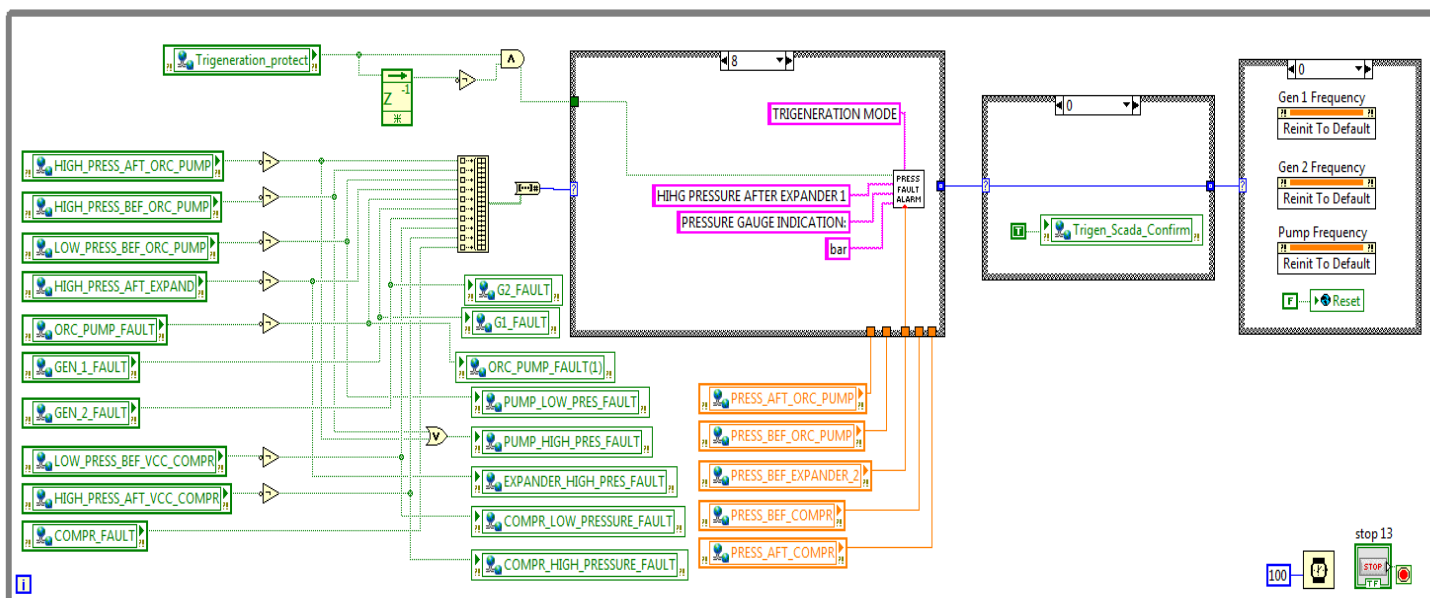 Trigeneration_protect
Z -1
HIGH_PRESS_AFT_ORC_PUMP
HIGH_PRESS_BEF_ORC_PUMP
LOW_PRESS_BEF_ORC_PUMP
HIGH_PRESS_AFT_EXPAND
ORC_PUMP_FAULT
GEN_1_FAULT
GEN_2_FAULT
LOW_PRESS_BEF_VCC_COMPR
HIGH_PRESS_AFT_VCC_COMPR
COMPR_FAULT
i
G2_FAULT
G1_FAULT
ORC_PUMP_FAULT(1)
PUMP_LOW_PRES_FAULT
PUMP_HIGH_PRES_FAULT
EXPANDER_HIGH_PRES_FAULT
COMPR_LOW_PRESSURE_FAULT
COMPR_HIGH_PRESSURE_FAULT
8
TRIGENERATION MODE
HIHG PRESSURE AFTER EXPANDER 1
PRESSURE GAUGE INDICATION:
bar
PRESS
FAULT
ALARM
PRESS_AFT_ORC_PUMP
PRESS_BEF_ORC_PUMP
PRESS_BEF_EXPANDER_2
PRESS_BEF_COMPR
PRESS_AFT_COMPR
0
T
Trigen_Scada_Confirm
0
Gen 1 Frequency
Reinit To Default
Gen 2 Frequency
Reinit To Default
Pump Frequency
Reinit To Default
F
Reset
100
stop 13
STOP
TF